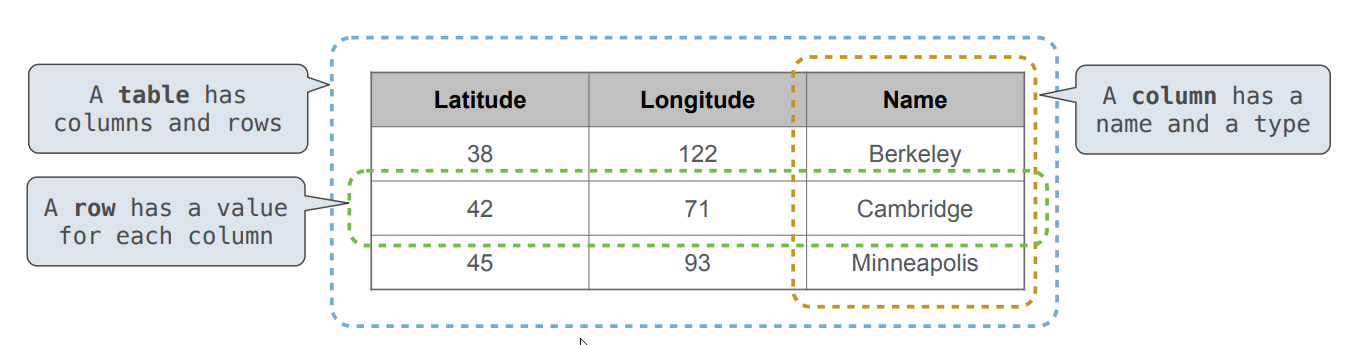 A table has
columns and rows
A row has a value
for each column
Latitude Longitude Name
38 122 Berkeley
42 71 Cambridge
45 93 Minneapolis
A column has a
name and a type